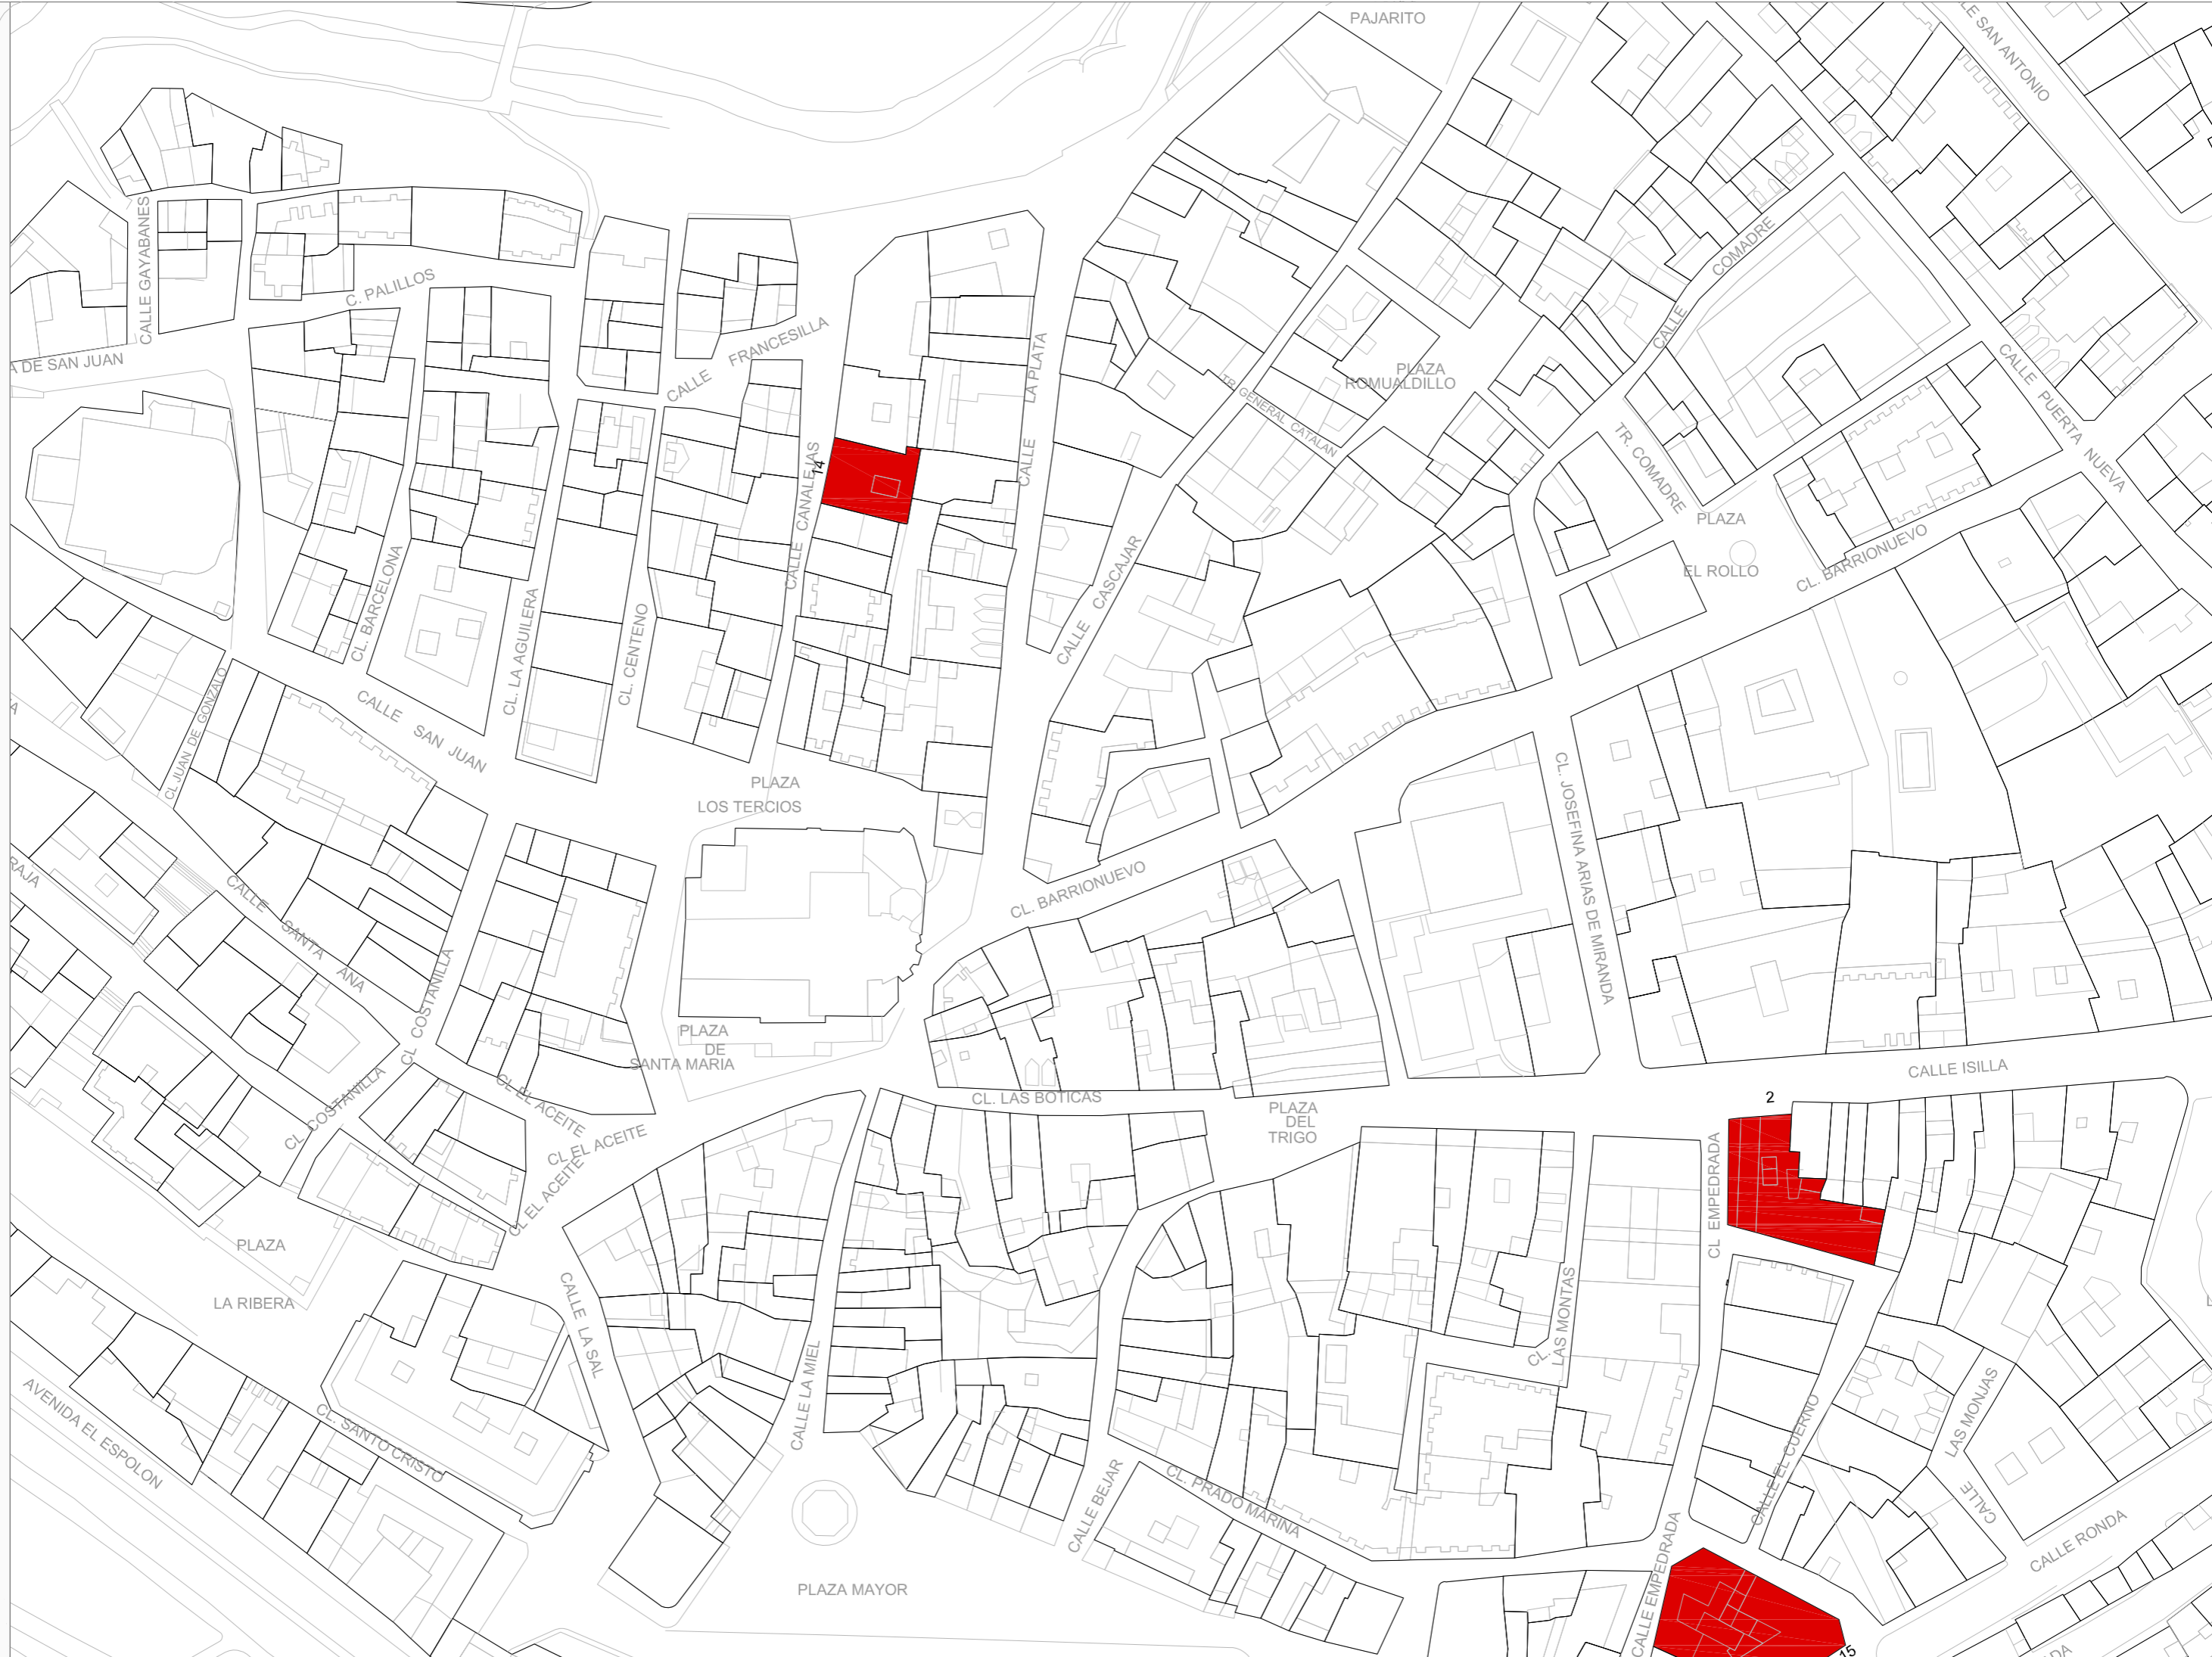 PAJARITO
LE SAN ANTONIO
CALLE GAYABANES
C. PALILLOS
A DE SAN JUAN
CALLE FRANCESILLA
CALLE LA PLATA
CALLE COMADRE
PLAZA
ROMUALDILLO
TR. GENERAL CATALAN
CALLE PUERTA NUEVA
TR. COMADRE
14
CALLE CANALEJAS
PLAZA
EL ROLLO
CL. BARRIONUEVO
CL. BARCELONA
CL. LA AGUILERA
CL. CENTENO
CALLE CASCAJAR
CL. JUAN DE GONZALO
CALLE SAN JUAN
PLAZA
LOS TERCIOS
CL. JOSEFINA ARIAS DE MIRANDA
RAJA
CALLE SANTA ANA
CL. BARRIONUEVO
CL COSTANILLA
PLAZA
DE
SANTA MARIA
CALLE ISILLA
CL. COSTANILLA
CL EL ACEITE
CL EL ACEITE
CL EL ACEITE
CL. LAS BOTICAS
PLAZA
DEL
TRIGO
2
CL EMPEDRADA
PLAZA
LA RIBERA
CALLE LA SAL
CALLE LA MIEL
CL. LAS MONTAS
AVENIDA EL ESPOLON
CL. SANTO CRISTO
CALLE BEJAR
CL. PRADO MARINA
CALLE EL CUERNO
CALLE LAS MONJAS
CALLE RONDA
PLAZA MAYOR
CALLE EMPEDRADA
15
DA